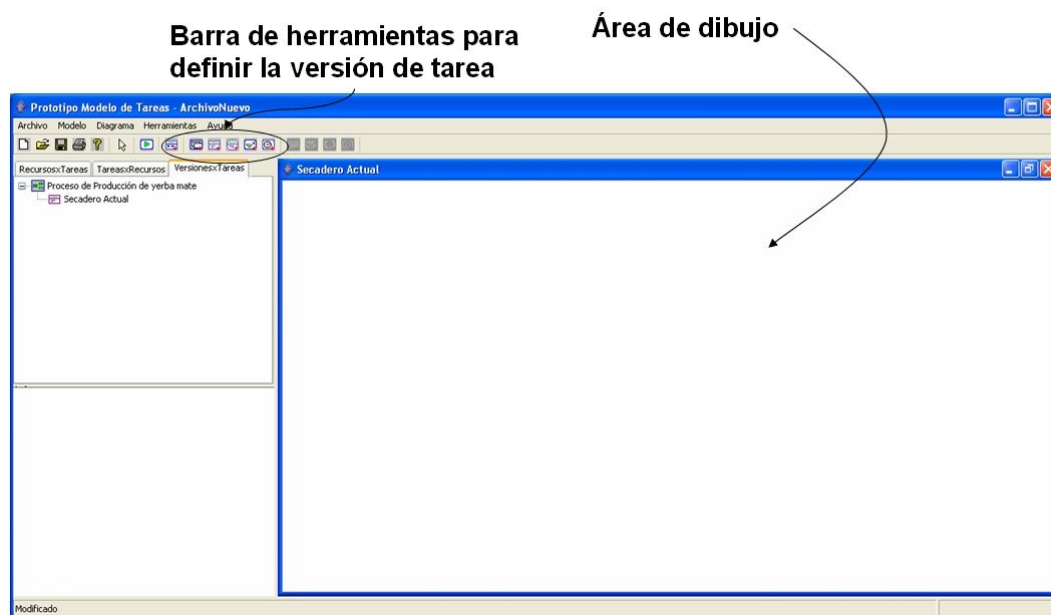 Barra de herramientas para
definir la versión de tarea
Área de dibujo
Prototipo Modelo de Tareas - ArchivoNuevo
Archivo Modelo Diagrama Herramientas Ayuda
RecursosxTareas TareasxRecursos VersionesxTareas
Secadero Actual
Proceso de Producción de yerba mate
Secadero Actual
Modificado